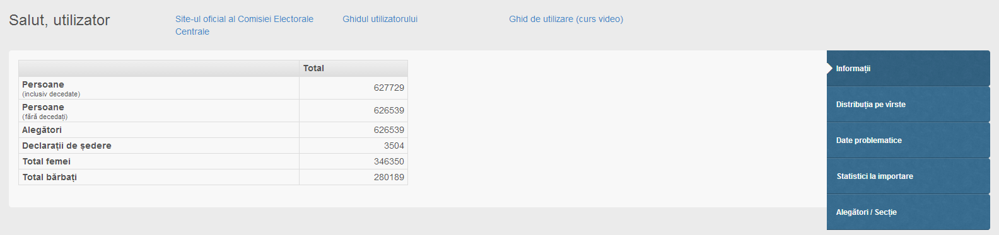 Salut, utilizator
Site-ul oficial al Comisiei Electorale
Centrale
Ghidul utilizatorului
Ghid de utilizare (curs video)
Total
Persoane
(inclusiv decedate)
627729
Persoane
(fără decedați)
626539
Alegători 626539
Declarații de ședere 3504
Total femei 346350
Total bărbați 280189
Informații
Distribuția pe vîrste
Date problematice
Statistici la importare
Alegători / Secție